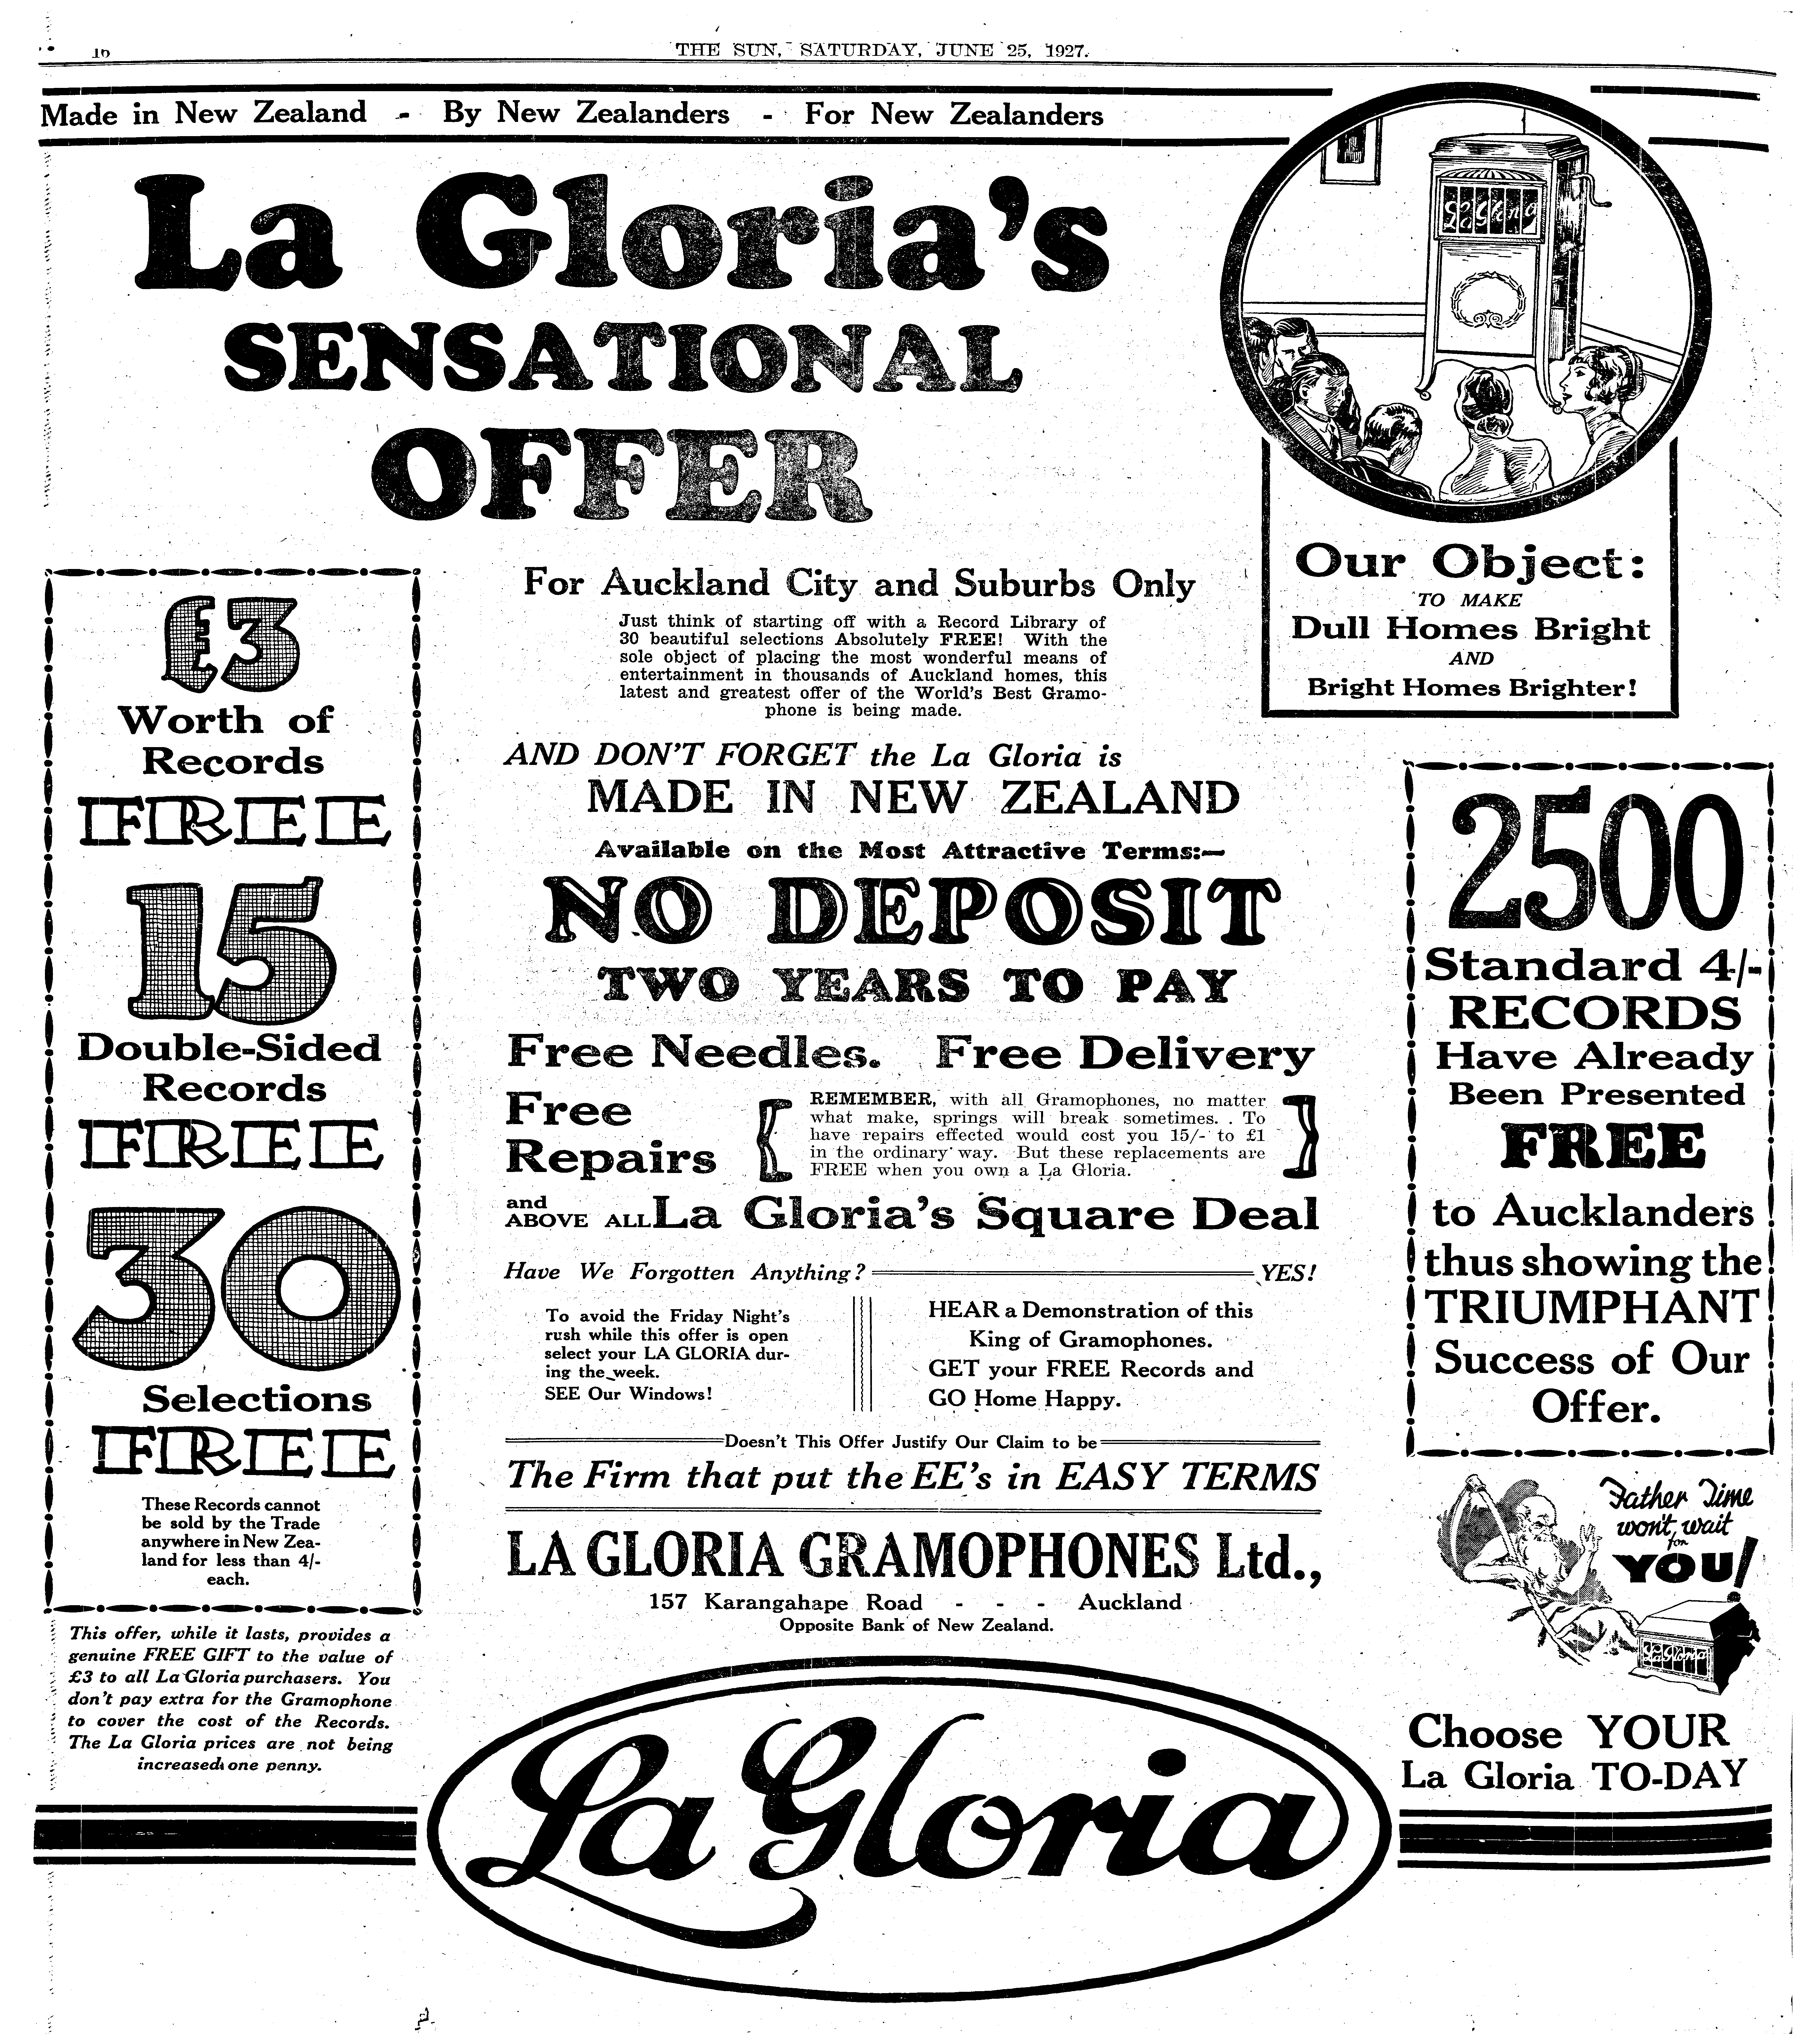 16
THE SUN, SATURDAY, JUNE 25, 1927.
Made in New Zealand - By New Zealanders - For New Zealanders
La Gloria's
SENSATIONAL
OFFER
La Gloria
Our Object:
TO MAKE
Dull Homes Bright
AND
Bright Homes Brighter!
£3
Worth of
Records
FREE
15
Double-Sided
Records
FREE
30
Selections
FREE
These Records cannot
be sold by the Trade
anywhere in New Zea-
land for less than 4/-
each.
This offer, while it lasts, provides a
genuine FREE GIFT to the value of
£3 to all La Gloria purchasers. You
don't pay extra for the Gramophone
to cover the cost of the Records.
The La Gloria prices are not being
increased one penny.
For Auckland City and Suburbs Only
Just think of starting off with a Record Library of
30 beautiful selections Absolutely FREE! With the
sole object of placing the most wonderful means of
entertainment in thousands of Auckland homes, this
latest and greatest offer of the World's Best Gramo-
phone is being made.
AND DON'T FORGET the La Gloria is
MADE IN NEW ZEALAND
Available on the Most Attractive Terms:—
NO DEPOSIT
TWO YEARS TO PAY
Free Needles. Free Delivery
Free
Repairs
REMEMBER, with all Gramophones, no matter
what make, springs will break sometimes. . To
have repairs effected would cost you 15/- to £1
in the ordinary way. But these replacements are
FREE when you own a La Gloria.
and
ABOVE ALL La Gloria's Square Deal
Have We Forgotten Anything? YES!
To avoid the Friday Night's
rush while this offer is open
select your LA GLORIA dur-
ing the week.
SEE Our Windows!
HEAR a Demonstration of this
King of Gramophones.
GET your FREE Records and
GO Home Happy.
Doesn't This Offer Justify Our Claim to be
The Firm that put the EE's in EASY TERMS
LA GLORIA GRAMOPHONES Ltd.,
157 Karangahape Road - - - Auckland
Opposite Bank of New Zealand.
2500
Standard 4/-
RECORDS
Have Already
Been Presented
FREE
to Aucklanders
thus showing the
TRIUMPHANT
Success of Our
Offer.
Father Time
won't wait
for
YOU!
La Gloria
Choose YOUR
La Gloria TO-DAY
La Gloria